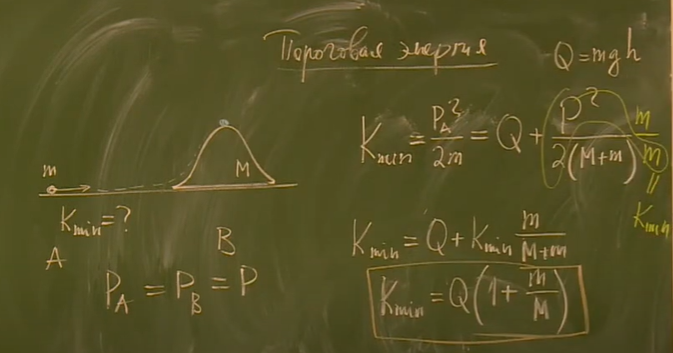 Пороговая энергия
Q=mgh
K_min = P_A²/2m = Q + P²/2(M+m) m/m
= K_min
m
M
K_min = ?
A
B
P_A = P_B = P
K_min = Q + K_min m/(M+m)
K_min = Q(1 + m/M)